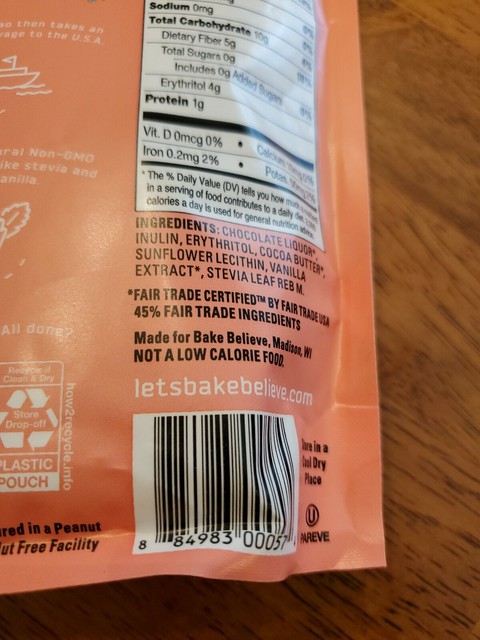 ao then takes an
yage to the U.S.A.
ral Non-GMO
ike stevia and
anilla.
All done?
Recycle if
Clean & Dry
Store
Drop-off
PLASTIC
POUCH
how2recycle.info
ured in a Peanut
Nut Free Facility
Sodium 0mg 0%
Total Carbohydrate 10g
Dietary Fiber 5g
Total Sugars 0g
Includes 0g Added Sugars
Erythritol 4g
Protein 1g
Vit. D 0mcg 0% •
Iron 0.2mg 2% •
* The % Daily Value (DV) tells you how much
in a serving of food contributes to a daily diet.
calories a day is used for general nutrition advice.
INGREDIENTS: CHOCOLATE LIQUOR*,
INULIN, ERYTHRITOL, COCOA BUTTER*,
SUNFLOWER LECITHIN, VANILLA
EXTRACT*, STEVIA LEAF REB M.
*FAIR TRADE CERTIFIED™ BY FAIR TRADE USA
45% FAIR TRADE INGREDIENTS
Made for Bake Believe, Madison, WI
NOT A LOW CALORIE FOOD.
letsbakebelieve.com
8 84983 00057
Store in a
Cool Dry
Place
U
PAREVE